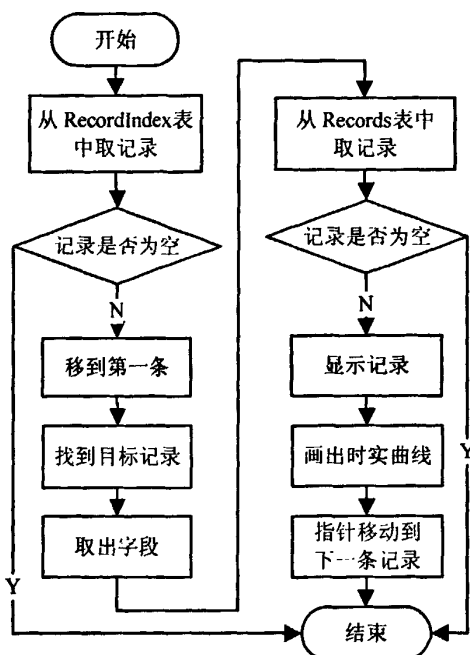 开始
从 RecordIndex表
中取记录
记录是否为空
N
移到第一条
找到目标记录
取出字段
Y
从 Records表中
取记录
记录是否为空
N
显示记录
画出时实曲线
Y
指针移动到
下一条记录
结束